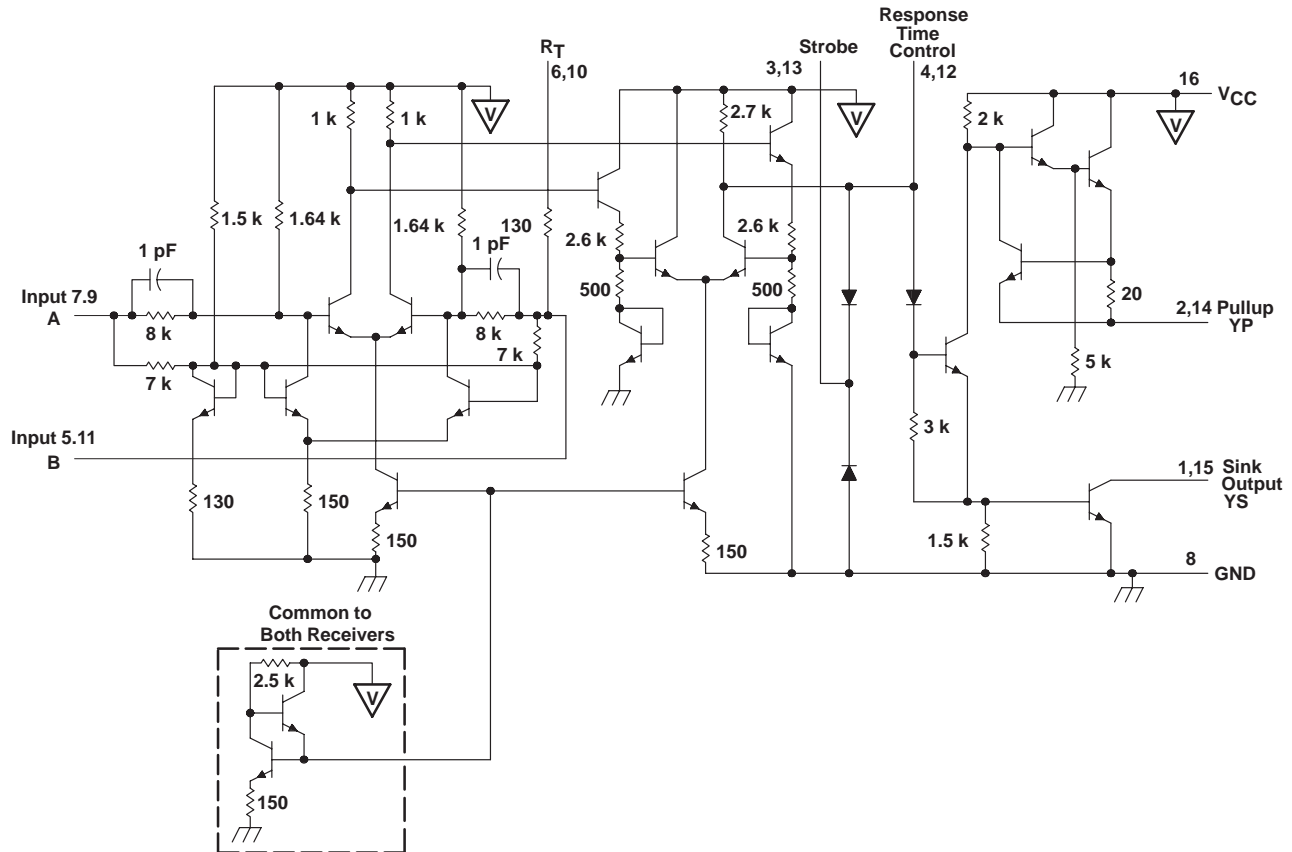 Response
Time
Control
4,12
Strobe
3,13
RT
6,10
16
VCC
V
V
V
1 k
1 k
2.7 k
2 k
1.5 k
1.64 k
1.64 k
130
2.6 k
2.6 k
1 pF
1 pF
Input 7.9
A
8 k
8 k
500
500
20
2,14 Pullup
YP
7 k
7 k
5 k
Input 5.11
B
3 k
130
150
150
150
1.5 k
1,15 Sink
Output
YS
8
GND
Common to
Both Receivers
2.5 k
V
150